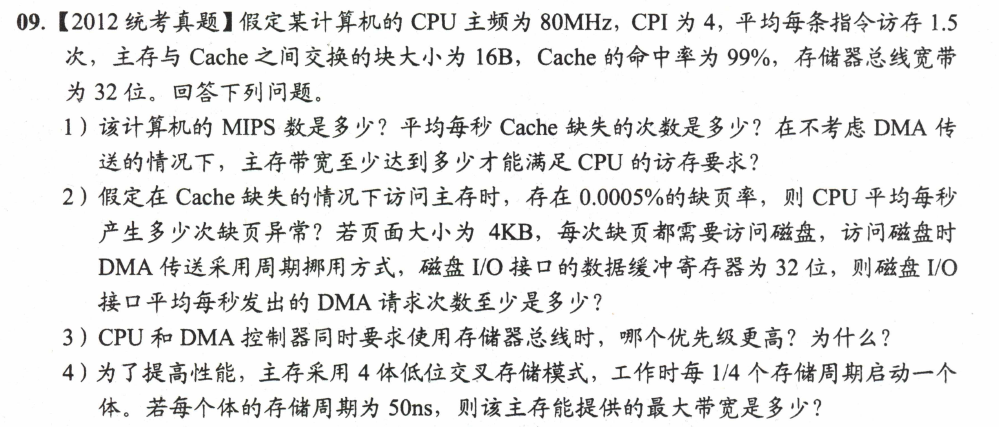 09.【2012 统考真题】假定某计算机的 CPU 主频为 80MHz，CPI 为 4，平均每条指令访存 1.5
次，主存与 Cache 之间交换的块大小为 16B，Cache 的命中率为 99%，存储器总线宽带
为 32 位。回答下列问题。
1）该计算机的 MIPS 数是多少？平均每秒 Cache 缺失的次数是多少？在不考虑 DMA 传
送的情况下，主存带宽至少达到多少才能满足 CPU 的访存要求？
2）假定在 Cache 缺失的情况下访问主存时，存在 0.0005%的缺页率，则 CPU 平均每秒
产生多少次缺页异常？若页面大小为 4KB，每次缺页都需要访问磁盘，访问磁盘时
DMA 传送采用周期挪用方式，磁盘 I/O 接口的数据缓冲寄存器为 32 位，则磁盘 I/O
接口平均每秒发出的 DMA 请求次数至少是多少？
3）CPU 和 DMA 控制器同时要求使用存储器总线时，哪个优先级更高？为什么？
4）为了提高性能，主存采用 4 体低位交叉存储模式，工作时每 1/4 个存储周期启动一个
体。若每个体的存储周期为 50ns，则该主存能提供的最大带宽是多少？